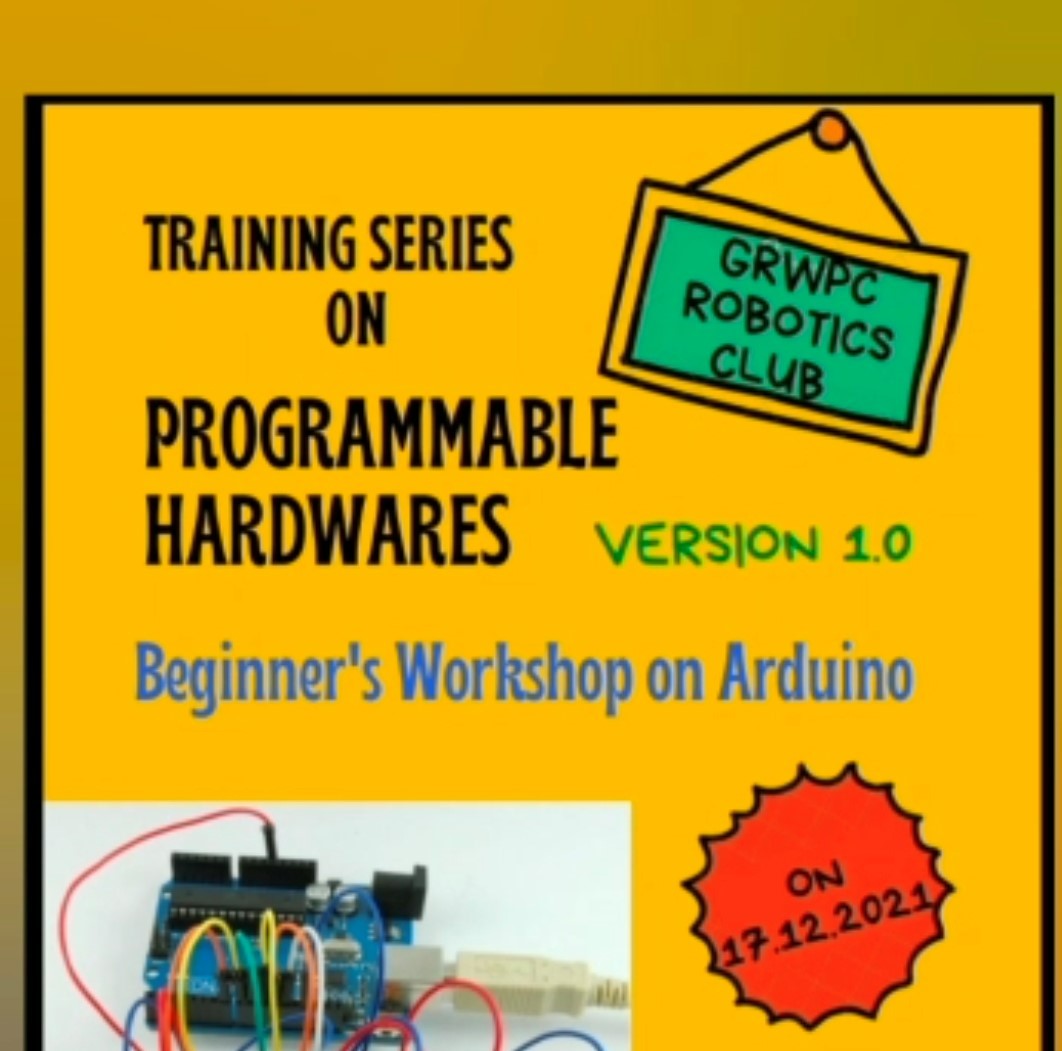 TRAINING SERIES
ON
GRWPC
ROBOTICS
CLUB
PROGRAMMABLE
HARDWARES
VERSION 1.0
Beginner's Workshop on Arduino
ON
17.12.2021